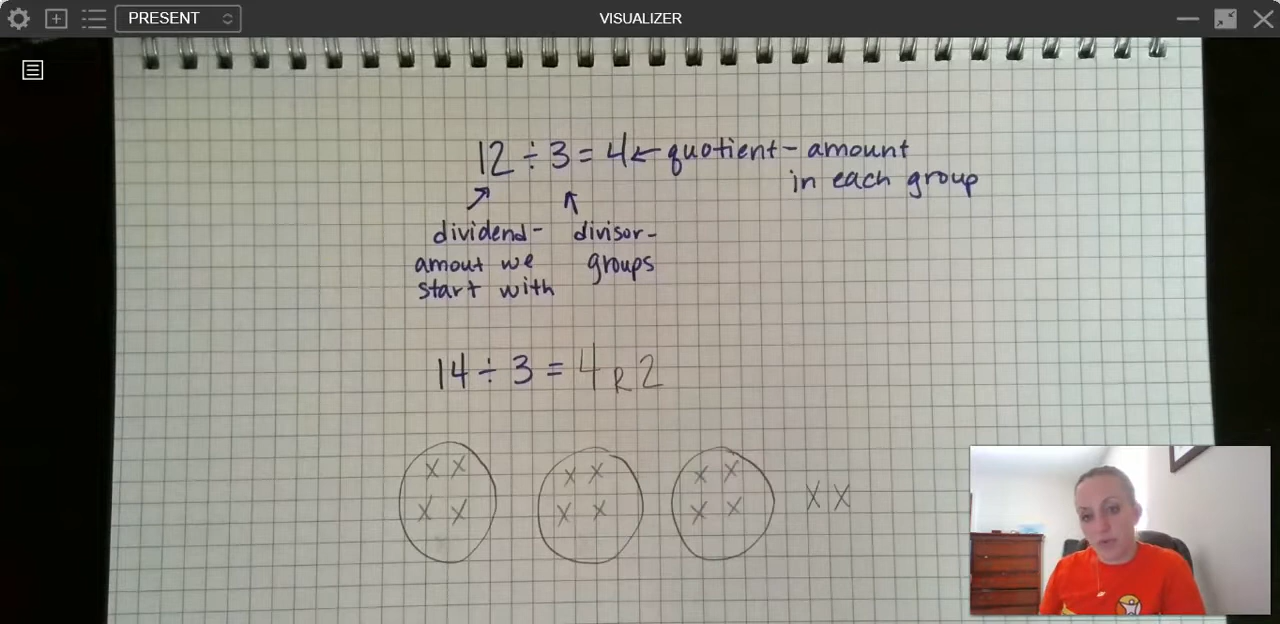 PRESENT
VISUALIZER
12 ÷ 3 = 4 ← quotient - amount
in each group
dividend - divisor -
amout we groups
start with
14 ÷ 3 = 4 R 2
X X X X X X
X X X X X X X X